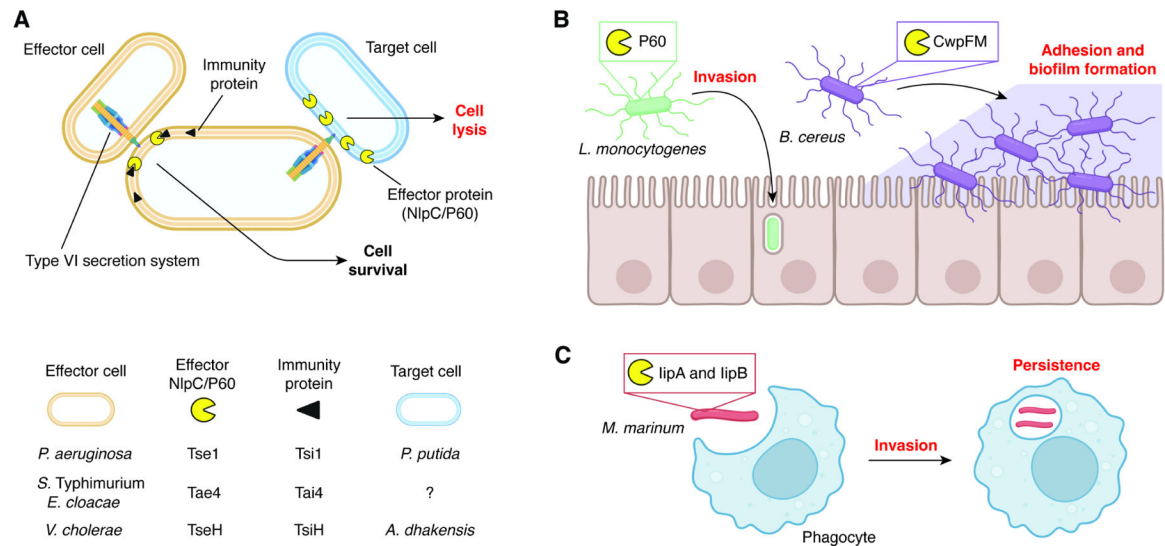 A
Effector cell
Target cell
Immunity
protein
Cell
lysis
Effector protein
(NlpC/P60)
Type VI secretion system
Cell
survival
Effector cell
Effector
NlpC/P60
Immunity
protein
Target cell
P. aeruginosa Tse1 Tsi1 P. putida
S. Typhimurium
E. cloacae
Tae4 Tai4 ?
V. cholerae TseH TsiH A. dhakensis
B
P60
Invasion
L. monocytogenes
CwpFM
B. cereus
Adhesion and
biofilm formation
C
IipA and IipB
M. marinum
Invasion
Phagocyte
Persistence